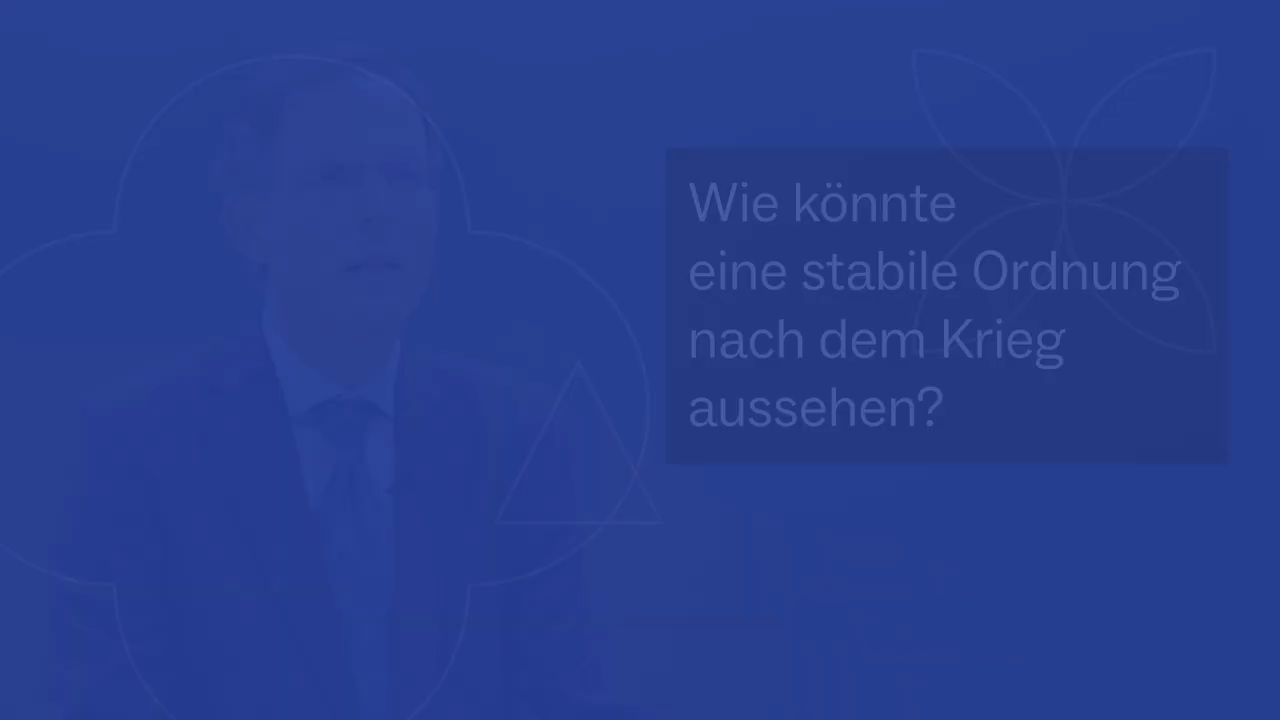 Wie könnte
eine stabile Ordnung
nach dem Krieg
aussehen?